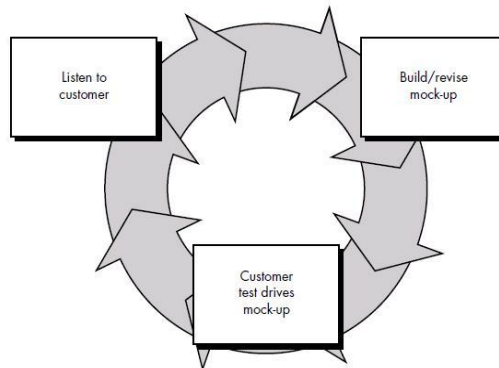 Listen to
customer
Build/revise
mock-up
Customer
test drives
mock-up